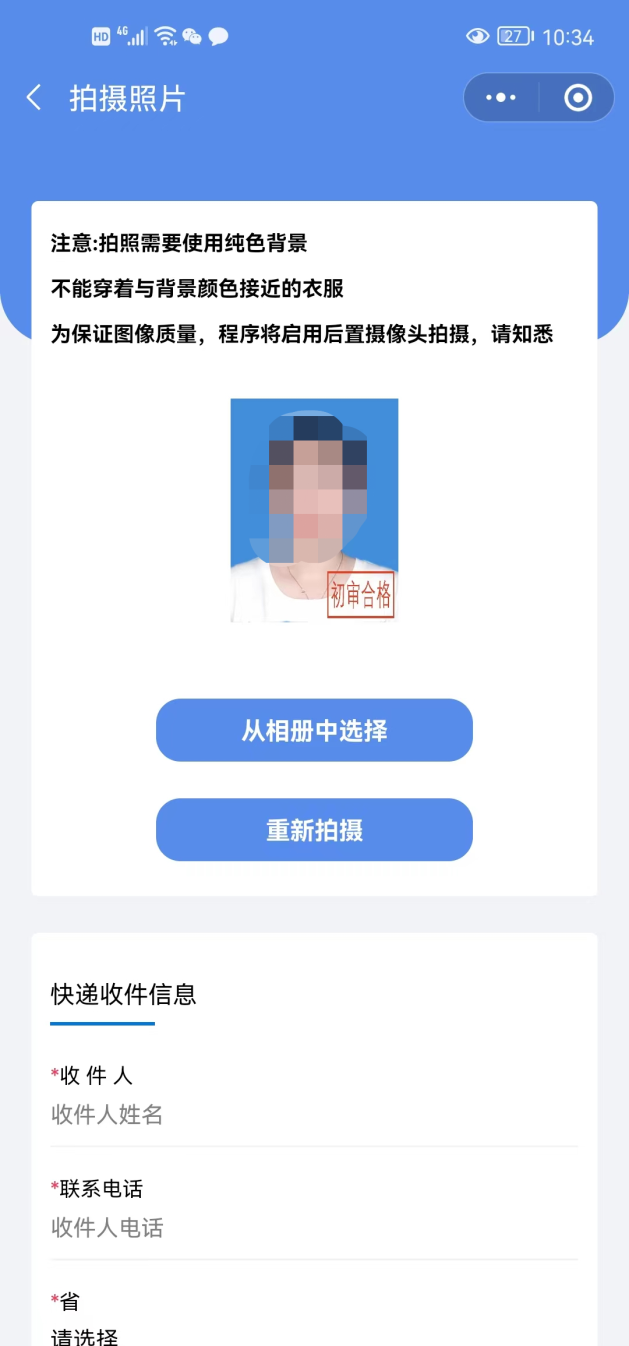 HD 4G 27 10:34
拍摄照片
注意:拍照需要使用纯色背景
不能穿着与背景颜色接近的衣服
为保证图像质量，程序将启用后置摄像头拍摄，请知悉
初审合格
从相册中选择
重新拍摄
快递收件信息
*收 件 人
收件人姓名
*联系电话
收件人电话
*省
请选择